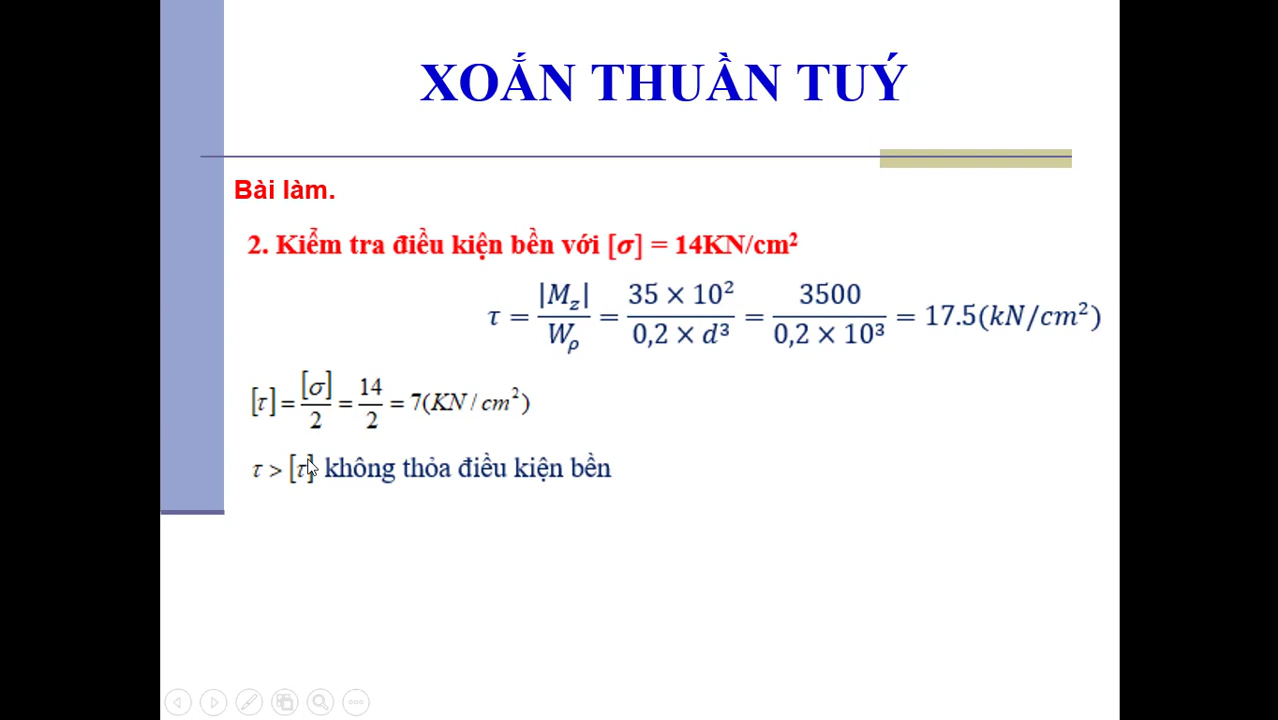 XOẮN THUẦN TUÝ
Bài làm.
2. Kiểm tra điều kiện bền với [σ] = 14KN/cm²
τ = |M_z| / W_ρ = 35 × 10² / 0,2 × d³ = 3500 / 0,2 × 10³ = 17.5(kN/cm²)
[τ] = [σ] / 2 = 14 / 2 = 7(KN / cm²)
τ > [τ] không thỏa điều kiện bền